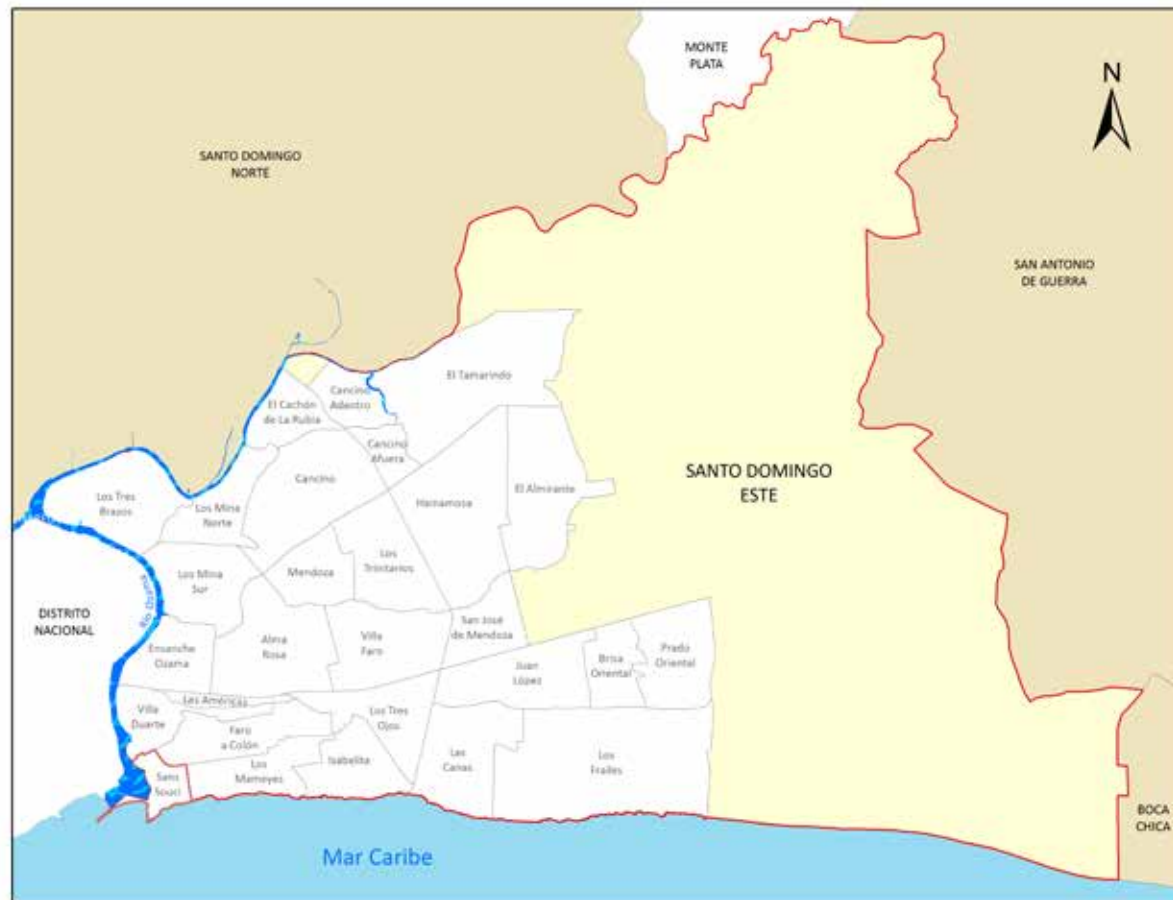 MONTE
PLATA
N
SANTO DOMINGO
NORTE
SAN ANTONIO
DE GUERRA
El Tamarindo
Cancino
Adentro
El Cachón
de La Rubia
Cancino
Afuera
SANTO DOMINGO
ESTE
Cancino
Hainamosa
El Almirante
Los Tres
Brazos
Los Mina
Norte
Los
Trinitarios
Mendoza
Los Mina
Sur
Río Ozama
DISTRITO
NACIONAL
San José
de Mendoza
Alma
Rosa
Villa
Faro
Ensanche
Ozama
Juan
López
Brisa
Oriental
Prado
Oriental
Las Américas
Villa
Duarte
Los Tres
Ojos
Faro
a Colón
Isabelita
Los
Mameyes
Las
Canas
Los
Frailes
Sans
Souci
BOCA
CHICA
Mar Caribe